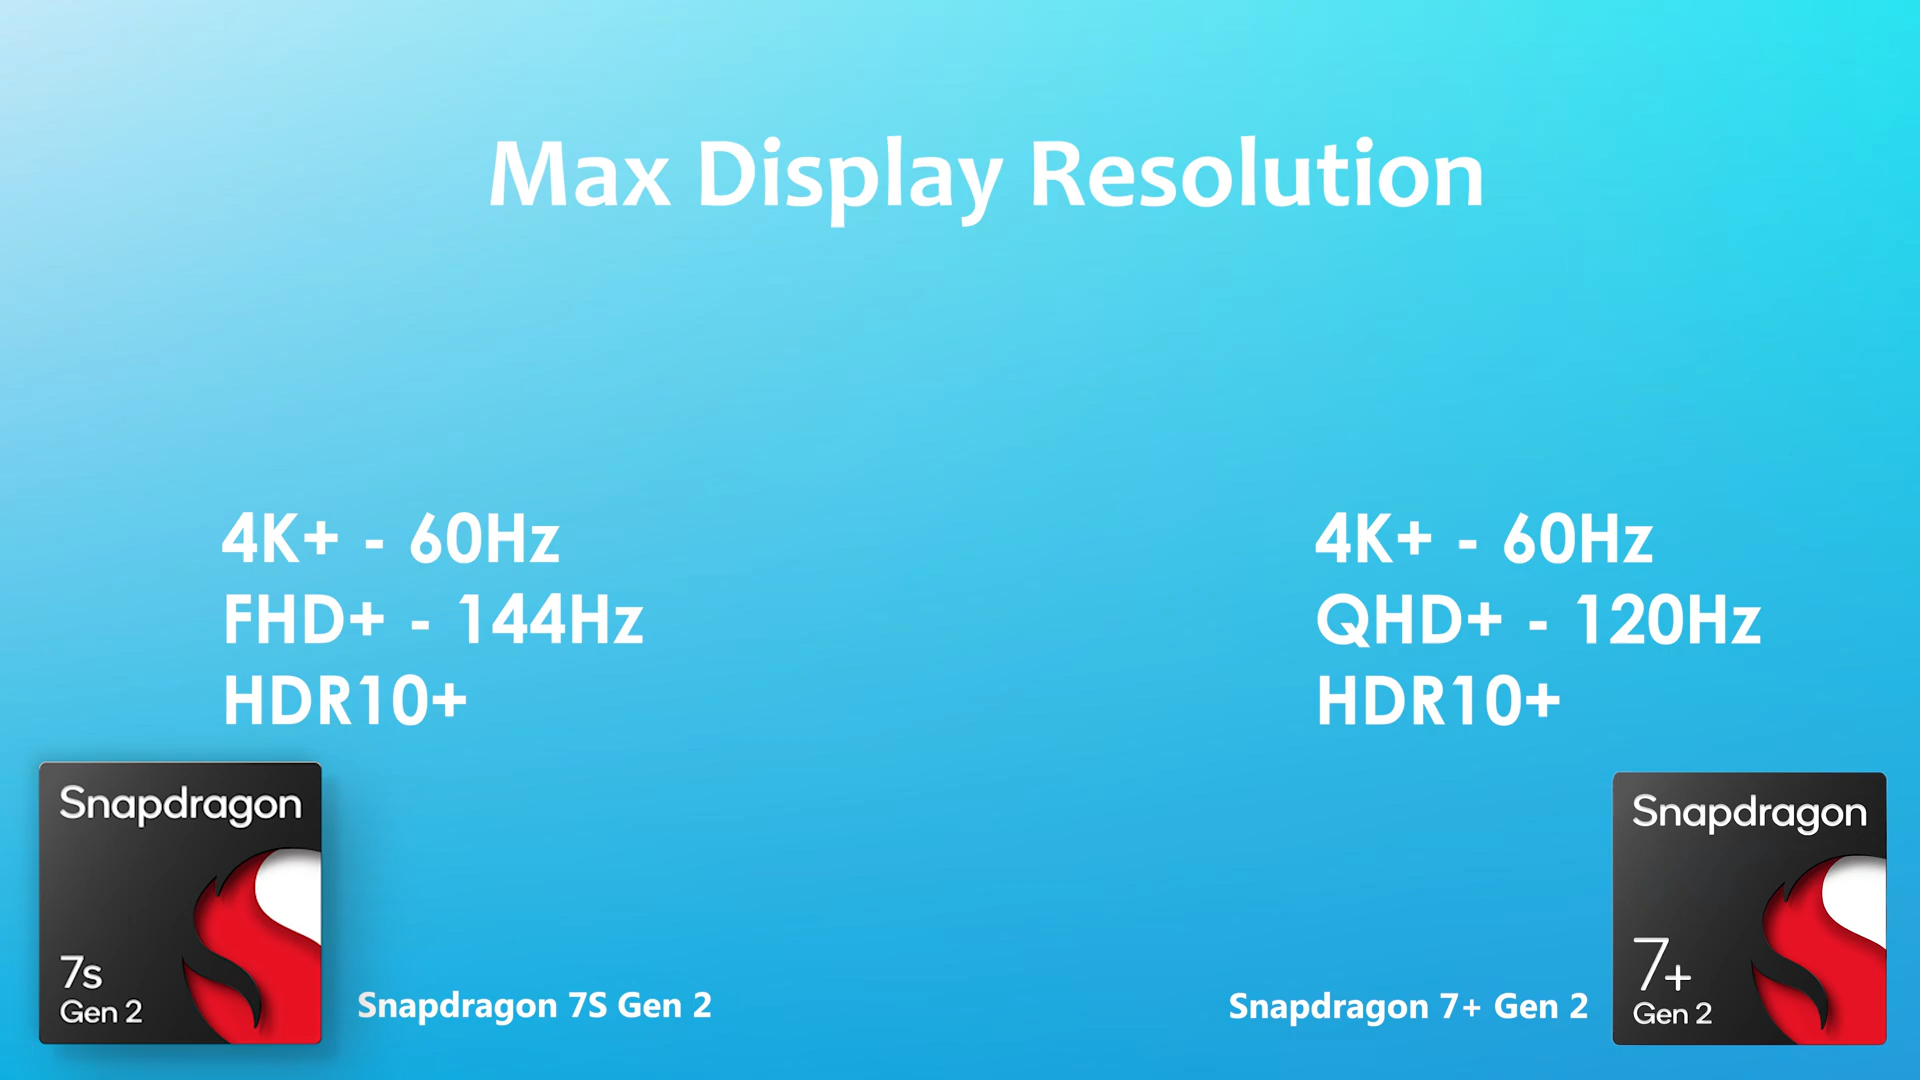 Max Display Resolution
4K+ - 60Hz
FHD+ - 144Hz
HDR10+
4K+ - 60Hz
QHD+ - 120Hz
HDR10+
Snapdragon
7s
Gen 2
Snapdragon 7S Gen 2
Snapdragon 7+ Gen 2
Snapdragon
7+
Gen 2